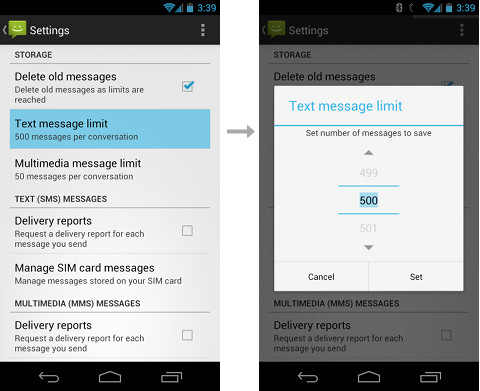 3:39
Settings
STORAGE
Delete old messages
Delete old messages as limits are
reached
Text message limit
500 messages per conversation
Multimedia message limit
50 messages per conversation
TEXT (SMS) MESSAGES
Delivery reports
Request a delivery report for each
message you send
Manage SIM card messages
Manage messages stored on your SIM card
MULTIMEDIA (MMS) MESSAGES
Delivery reports
Request a delivery report for each
message you send
3:39
Settings
STORAGE
Delete old messages
Text message limit
Set number of messages to save
499
500
501
Cancel
Set
MULTIMEDIA (MMS) MESSAGES
Delivery reports
Request a delivery report for each
message you send